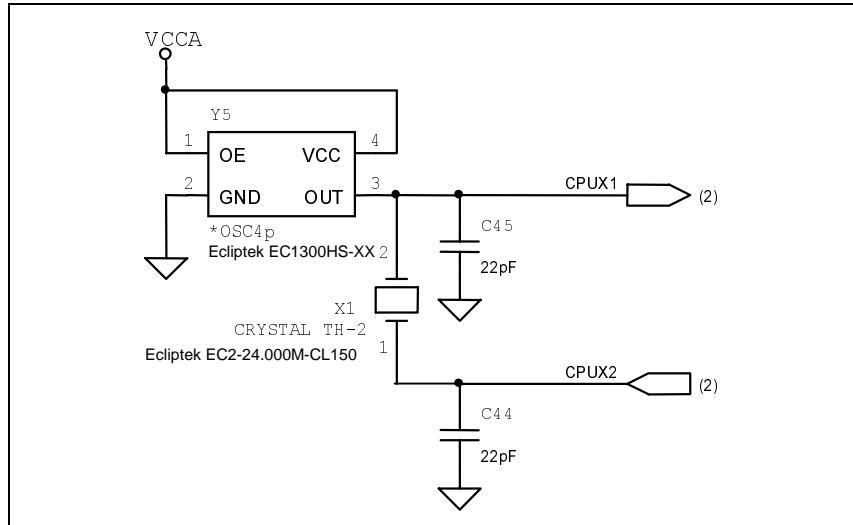 VCCA
Y5
1 OE VCC 4
2 GND OUT 3
*OSC4p
Ecliptek EC1300HS-XX 2
CPUX1 (2)
C45
22pF
X1
CRYSTAL TH-2
Ecliptek EC2-24.000M-CL150 1
CPUX2 (2)
C44
22pF